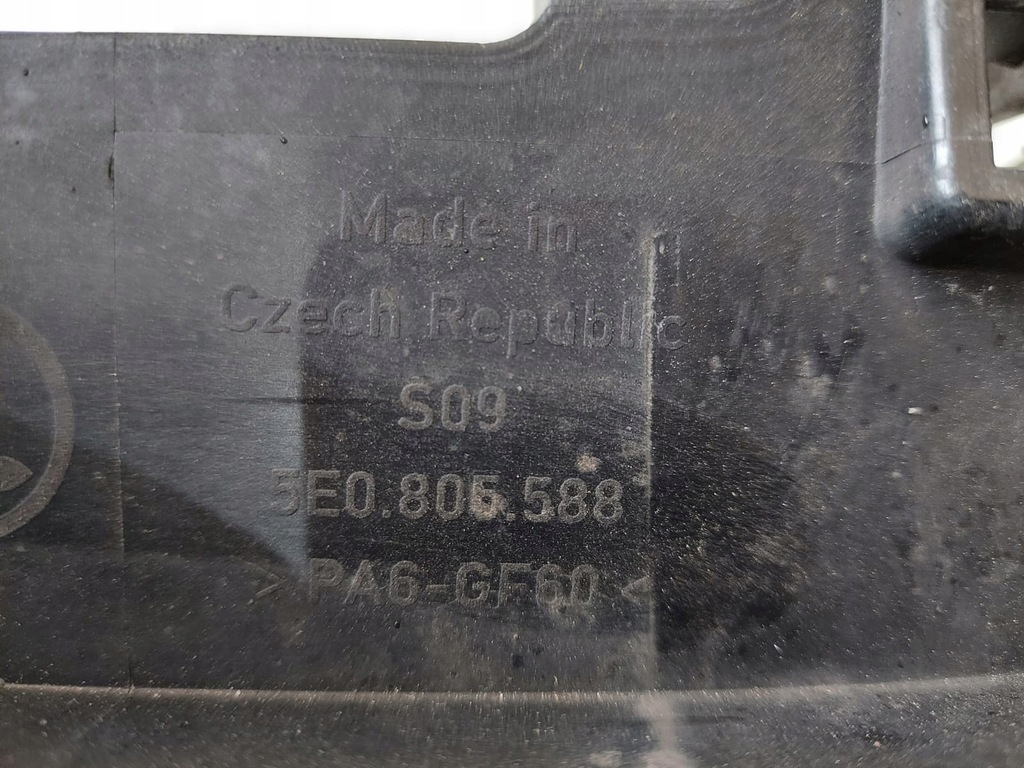 Made in
Czech Republic
S09
5E0.805.588
> PA6-GF60 <